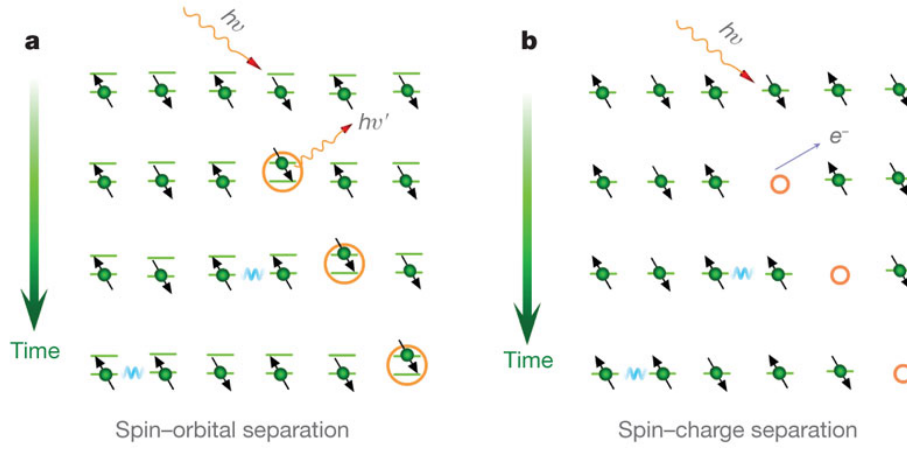 a
hν
hν′
Time
Spin–orbital separation
b
hν
e⁻
Time
Spin–charge separation